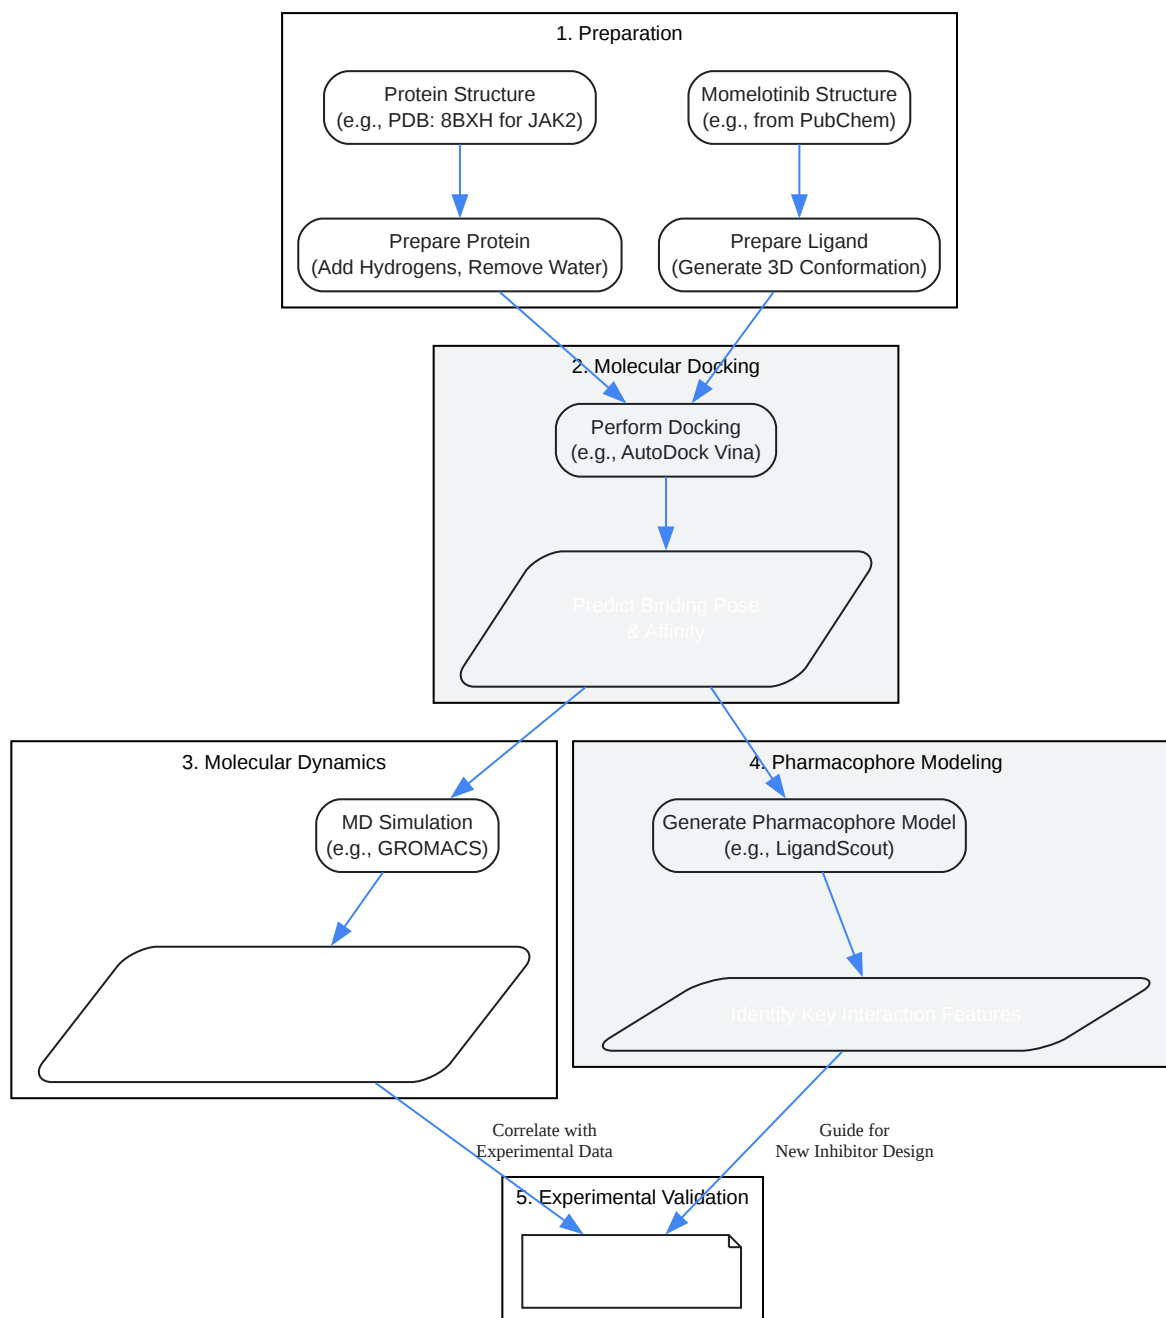 1. Preparation
Protein Structure
(e.g., PDB: 8BXH for JAK2)
Momelotinib Structure
(e.g., from PubChem)
Prepare Protein
(Add Hydrogens, Remove Water)
Prepare Ligand
(Generate 3D Conformation)
2. Molecular Docking
Perform Docking
(e.g., AutoDock Vina)
Predict Binding Pose
& Affinity
3. Molecular Dynamics
MD Simulation
(e.g., GROMACS)
4. Pharmacophore Modeling
Generate Pharmacophore Model
(e.g., LigandScout)
Identify Key Interaction Features
Correlate with
Experimental Data
Guide for
New Inhibitor Design
5. Experimental Validation